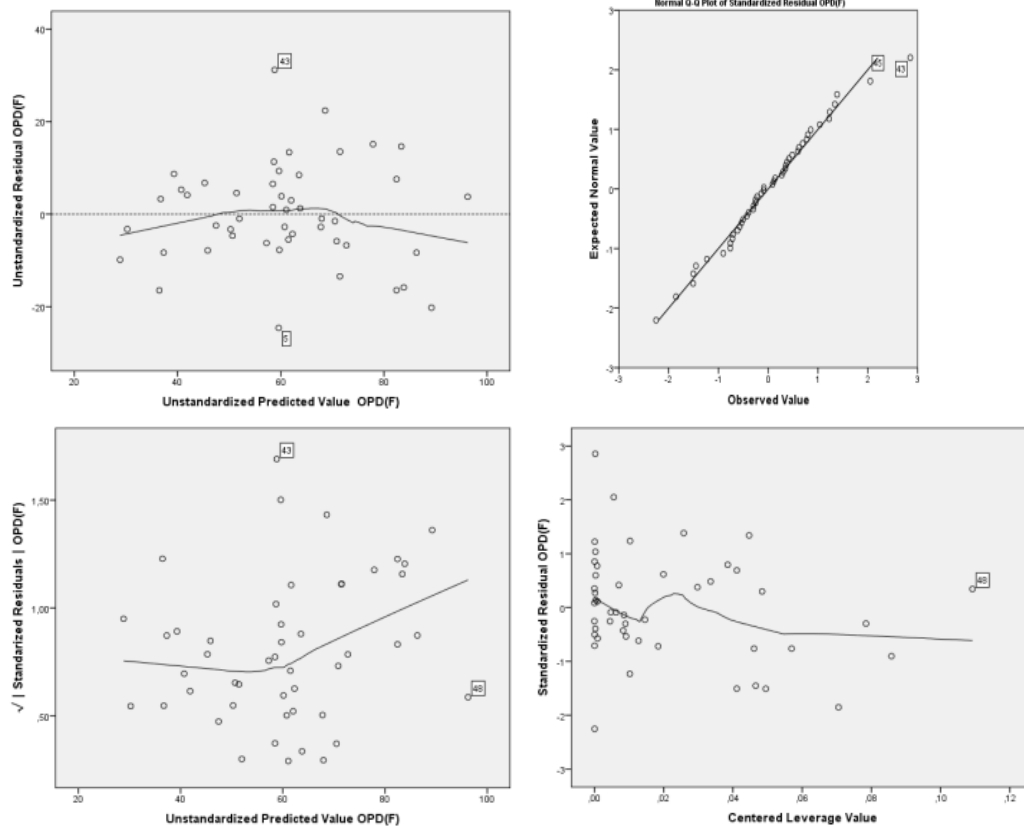 Unstandardized Residual OPD(F)
40
20
0
-20
43
5
20 40 60 80 100
Unstandardized Predicted Value OPD(F)
Normal Q-Q Plot of Standardized Residual OPD(F)
Expected Normal Value
3
2
1
0
-1
-2
-3
43
-3 -2 -1 0 1 2 3
Observed Value
√ | Standarized Residuals | OPD(F)
1,50
1,00
,50
43
48
20 40 60 80 100
Unstandardized Predicted Value OPD(F)
Standardized Residual OPD(F)
3
2
1
0
-1
-2
-3
48
,00 ,02 ,04 ,06 ,08 ,10 ,12
Centered Leverage Value